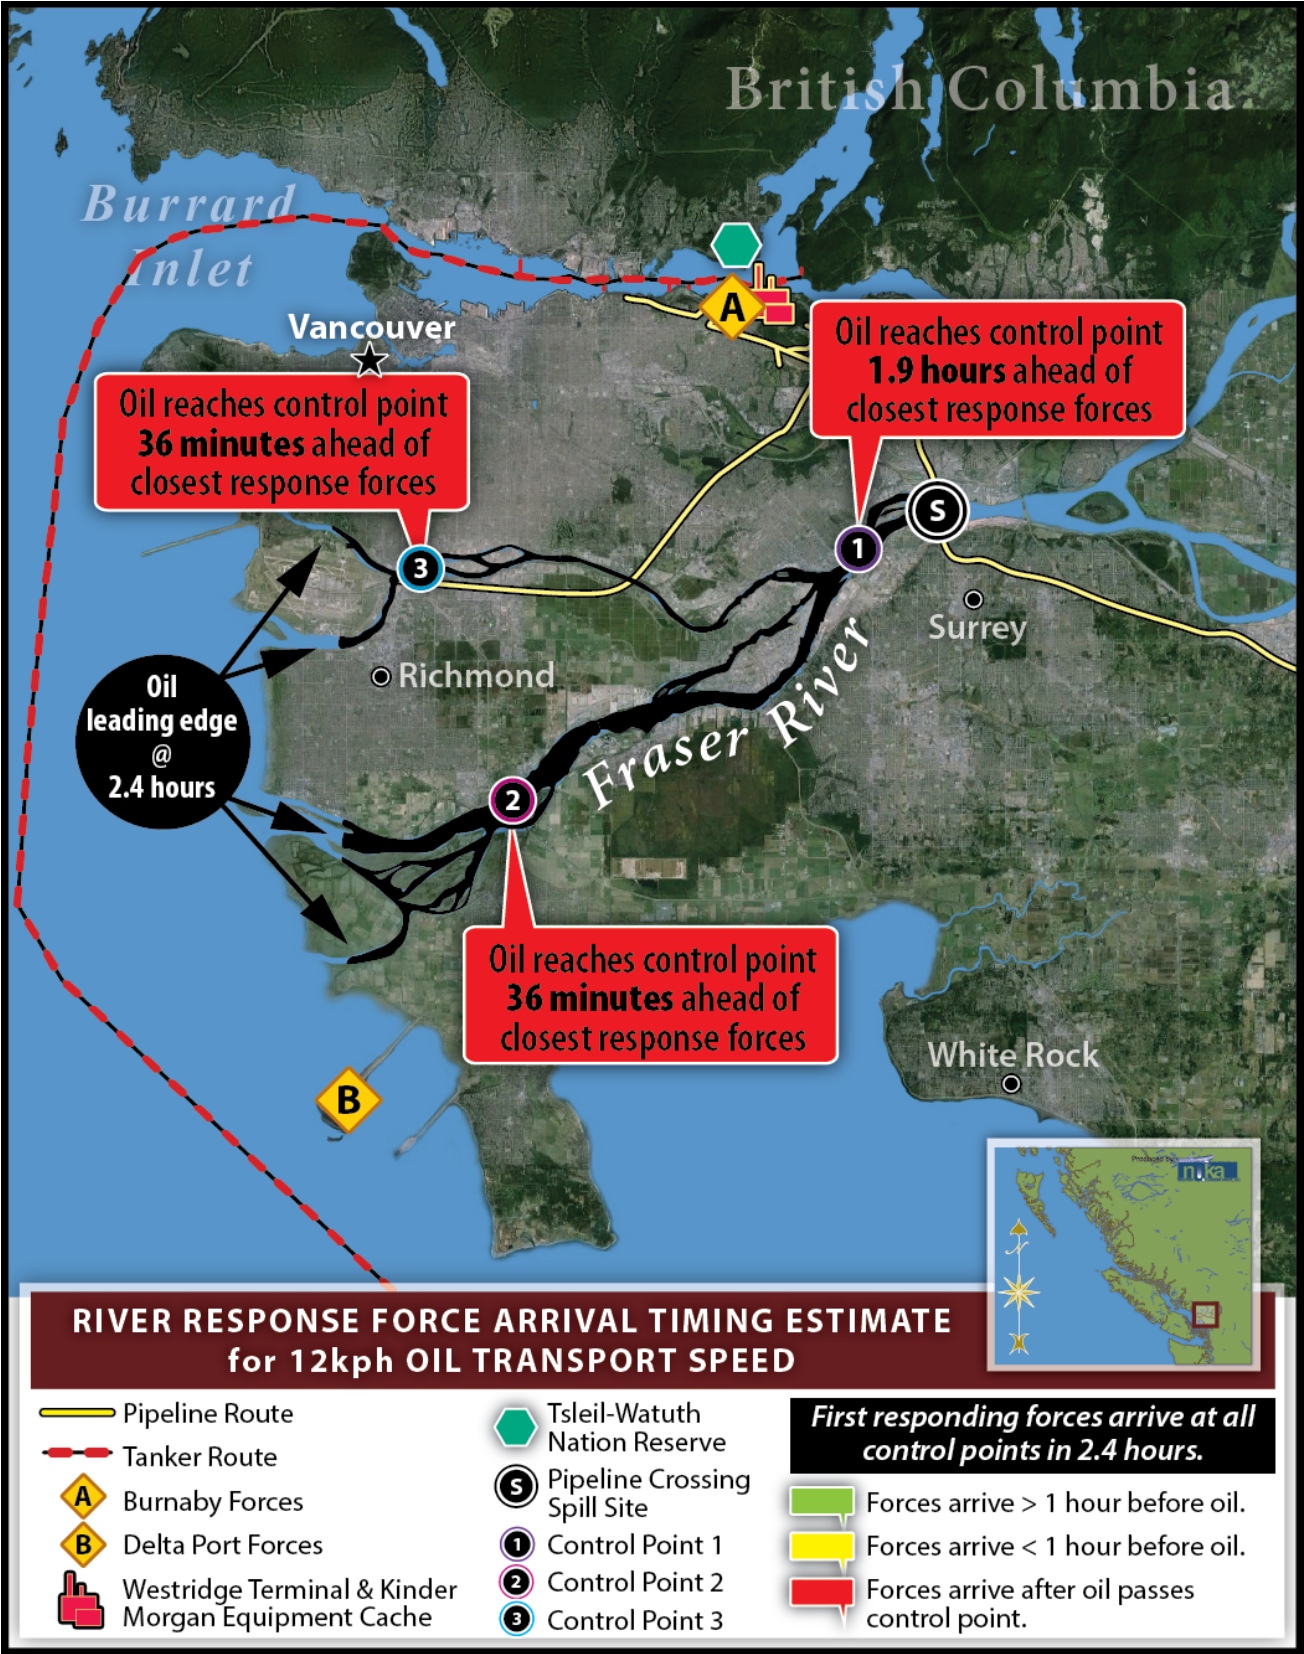 British Columbia
Burrard
Inlet
A
Vancouver
Oil reaches control point
1.9 hours ahead of
closest response forces
Oil reaches control point
36 minutes ahead of
closest response forces
S
1
3
Surrey
Richmond
Oil
leading edge
@
2.4 hours
Fraser River
2
Oil reaches control point
36 minutes ahead of
closest response forces
White Rock
B
Produced by
nuka
N
RIVER RESPONSE FORCE ARRIVAL TIMING ESTIMATE
for 12kph OIL TRANSPORT SPEED
Pipeline Route
Tanker Route
A Burnaby Forces
B Delta Port Forces
Westridge Terminal & Kinder
Morgan Equipment Cache
Tsleil-Watuth
Nation Reserve
S Pipeline Crossing
Spill Site
1 Control Point 1
2 Control Point 2
3 Control Point 3
First responding forces arrive at all
control points in 2.4 hours.
Forces arrive > 1 hour before oil.
Forces arrive < 1 hour before oil.
Forces arrive after oil passes
control point.